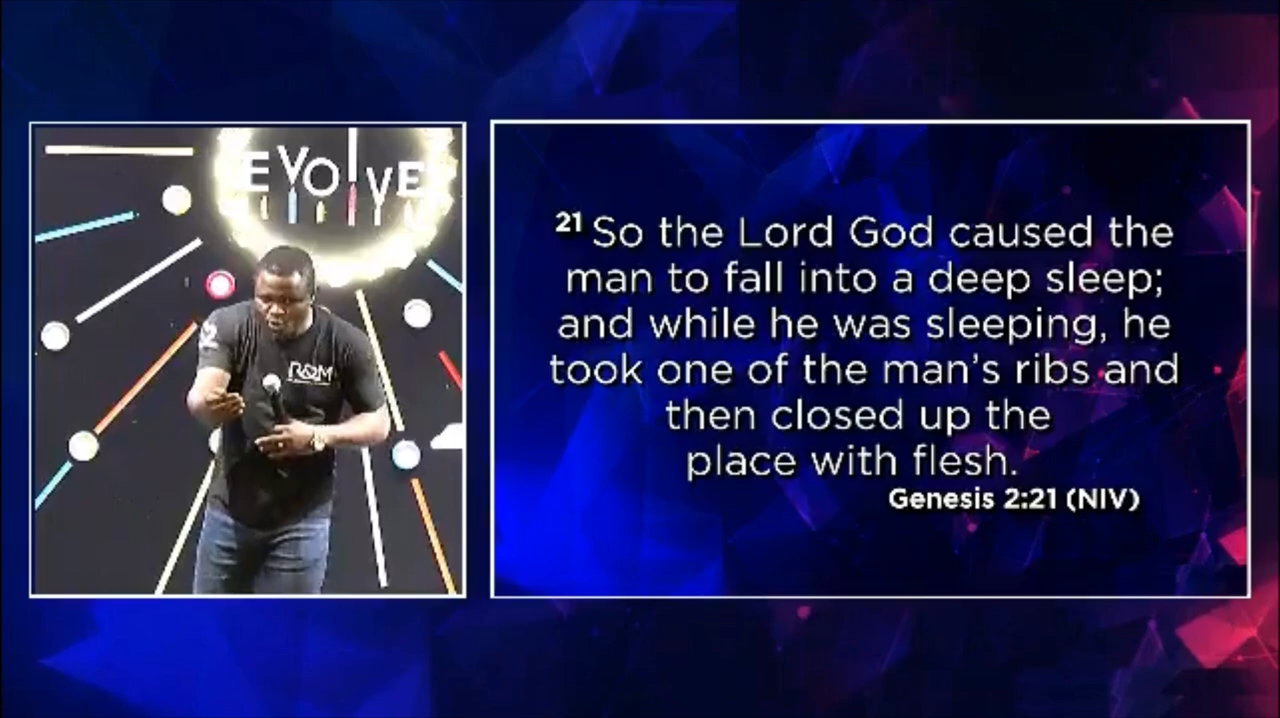 EVOLVE
R&M
21 So the Lord God caused the
man to fall into a deep sleep;
and while he was sleeping, he
took one of the man’s ribs and
then closed up the
place with flesh.
Genesis 2:21 (NIV)